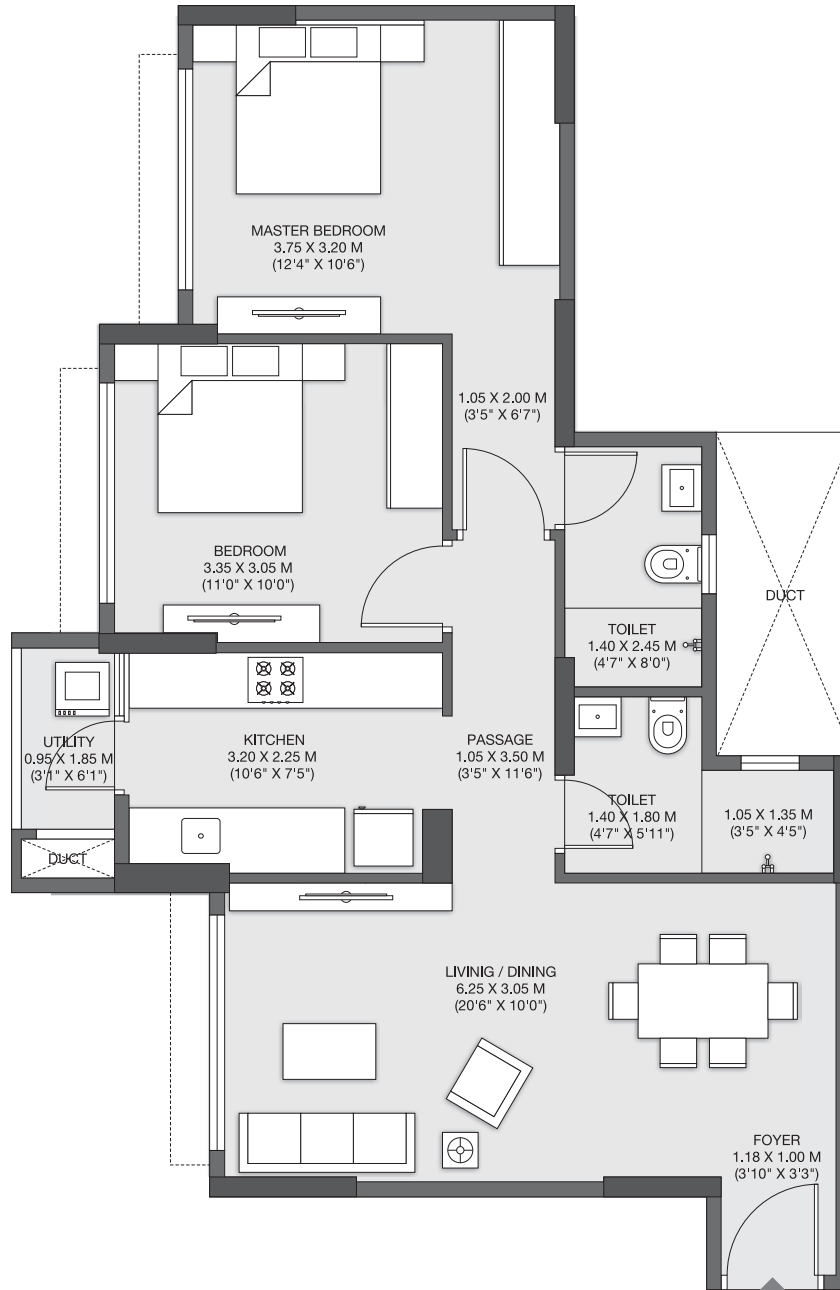 MASTER BEDROOM
3.75 X 3.20 M
(12'4" X 10'6")
1.05 X 2.00 M
(3'5" X 6'7")
BEDROOM
3.35 X 3.05 M
(11'0" X 10'0")
DUCT
TOILET
1.40 X 2.45 M
(4'7" X 8'0")
UTILITY
0.95 X 1.85 M
(3'1" X 6'1")
KITCHEN
3.20 X 2.25 M
(10'6" X 7'5")
PASSAGE
1.05 X 3.50 M
(3'5" X 11'6")
TOILET
1.40 X 1.80 M
(4'7" X 5'11")
1.05 X 1.35 M
(3'5" X 4'5")
DUCT
LIVINIG / DINING
6.25 X 3.05 M
(20'6" X 10'0")
FOYER
1.18 X 1.00 M
(3'10" X 3'3")